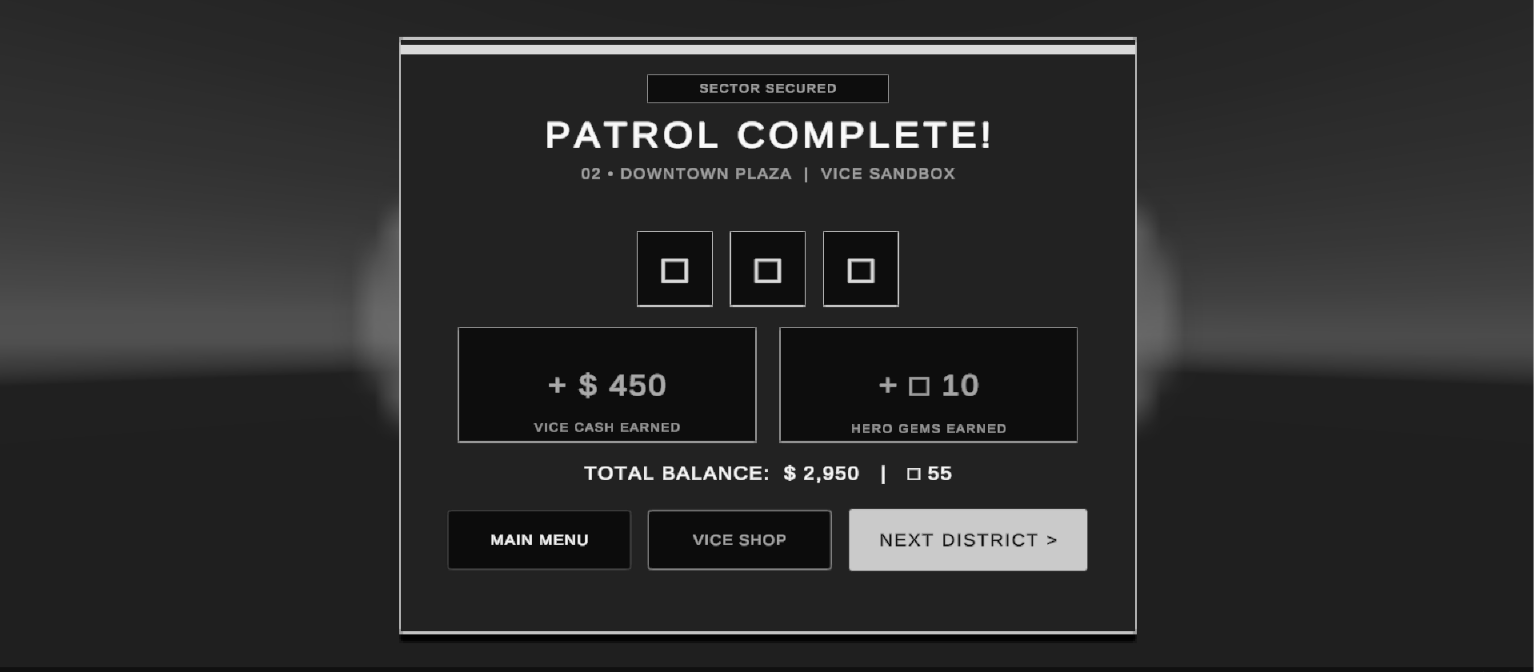 SECTOR SECURED
PATROL COMPLETE!
02 • DOWNTOWN PLAZA | VICE SANDBOX
□ □ □
+ $ 450
VICE CASH EARNED
+ □ 10
HERO GEMS EARNED
TOTAL BALANCE: $ 2,950 | □ 55
MAIN MENU
VICE SHOP
NEXT DISTRICT >